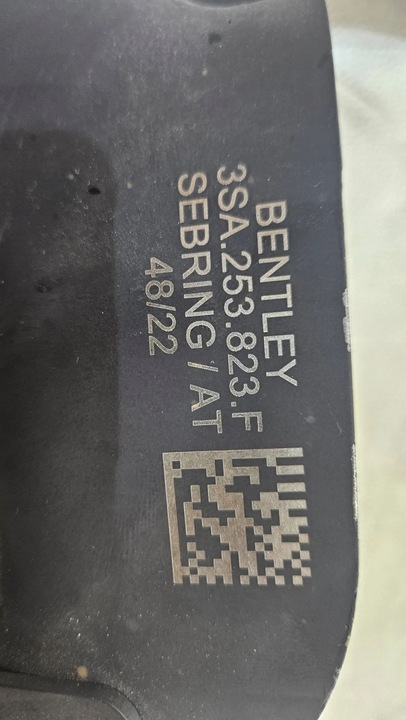 BENTLEY
3SA.253.823.F
SEBRING / AT
48/22